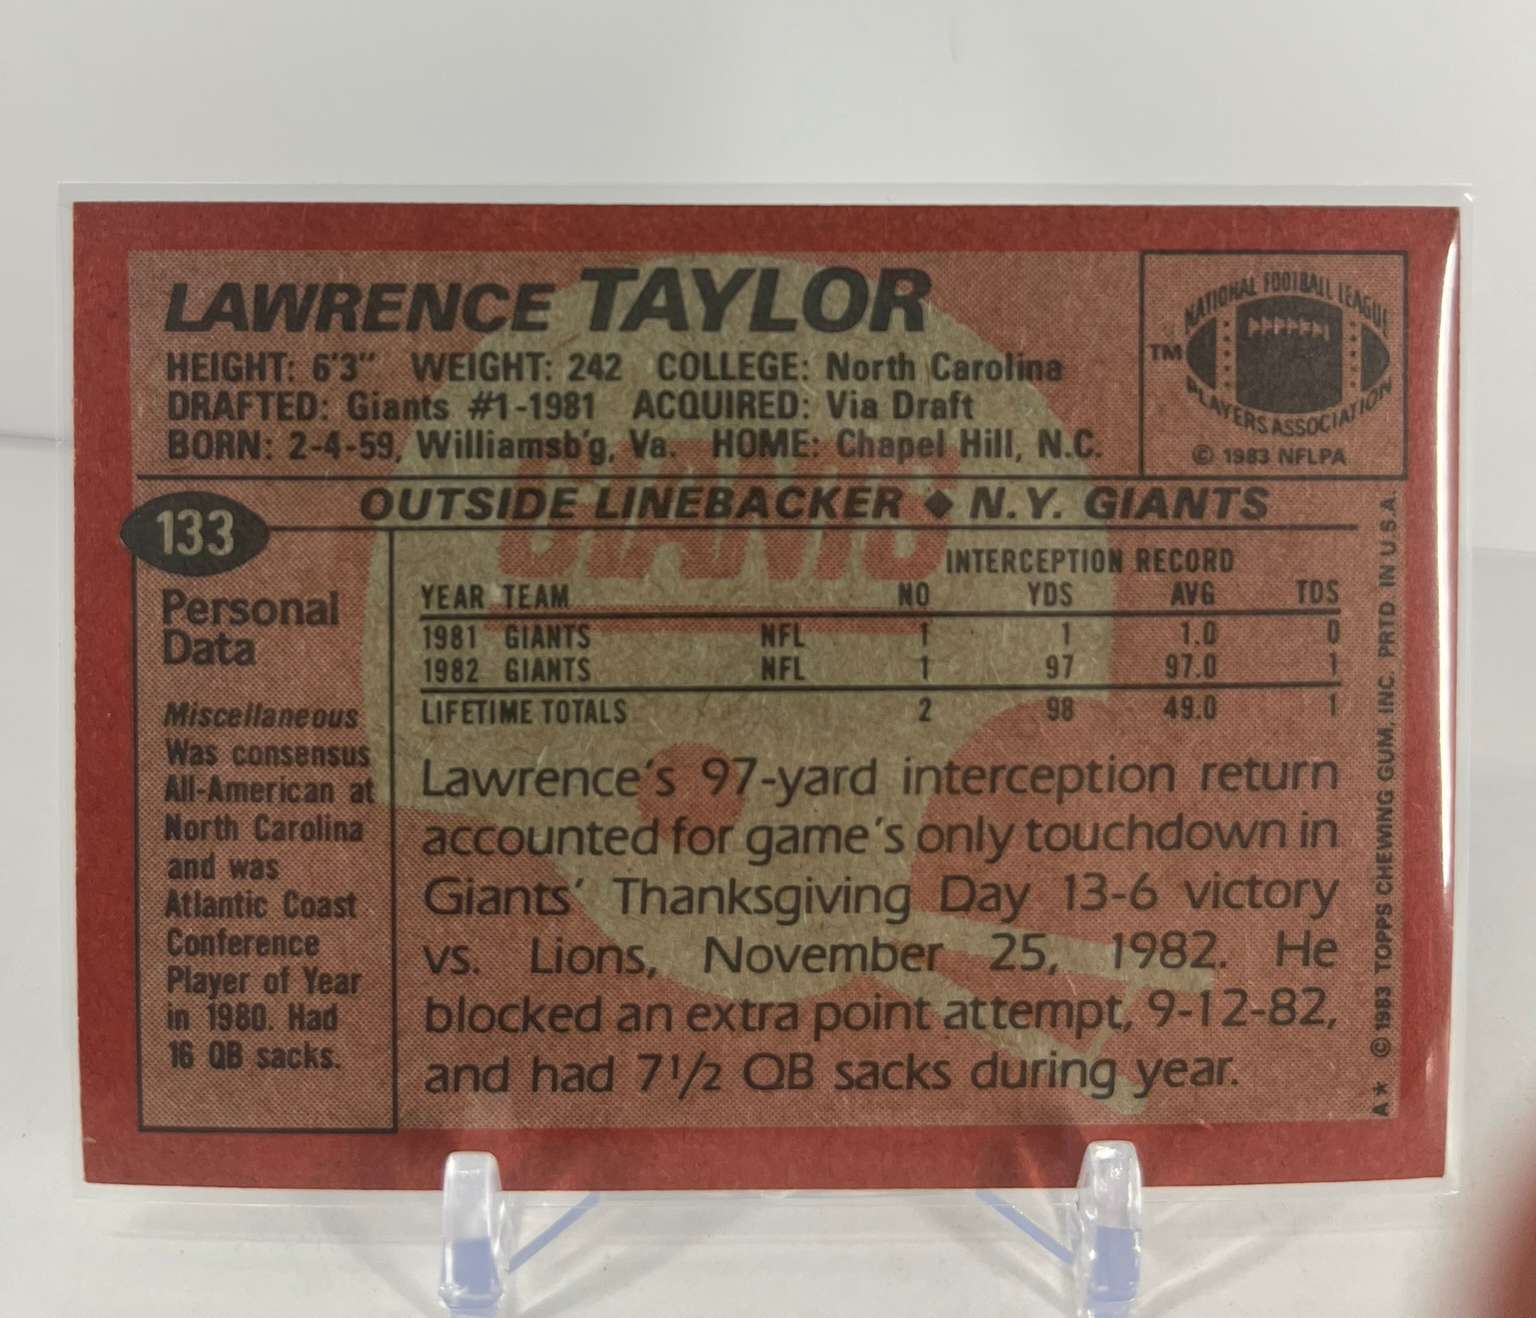 LAWRENCE TAYLOR
HEIGHT: 6'3" WEIGHT: 242 COLLEGE: North Carolina
DRAFTED: Giants #1-1981 ACQUIRED: Via Draft
BORN: 2-4-59, Williamsb'g, Va. HOME: Chapel Hill, N.C.
NATIONAL FOOTBALL LEAGUE
TM
PLAYERS ASSOCIATION
© 1983 NFLPA
133
OUTSIDE LINEBACKER ◆ N.Y. GIANTS
GIANTS
Personal
Data
Miscellaneous
Was consensus
All-American at
North Carolina
and was
Atlantic Coast
Conference
Player of Year
in 1980. Had
16 QB sacks.
INTERCEPTION RECORD
YEAR TEAM NO YDS AVG TDS
1981 GIANTS NFL 1 1 1.0 0
1982 GIANTS NFL 1 97 97.0 1
LIFETIME TOTALS 2 98 49.0 1
Lawrence's 97-yard interception return
accounted for game's only touchdown in
Giants' Thanksgiving Day 13-6 victory
vs. Lions, November 25, 1982. He
blocked an extra point attempt, 9-12-82,
and had 7½ QB sacks during year.
A* © 1983 TOPPS CHEWING GUM, INC. PRTD. IN U.S.A.